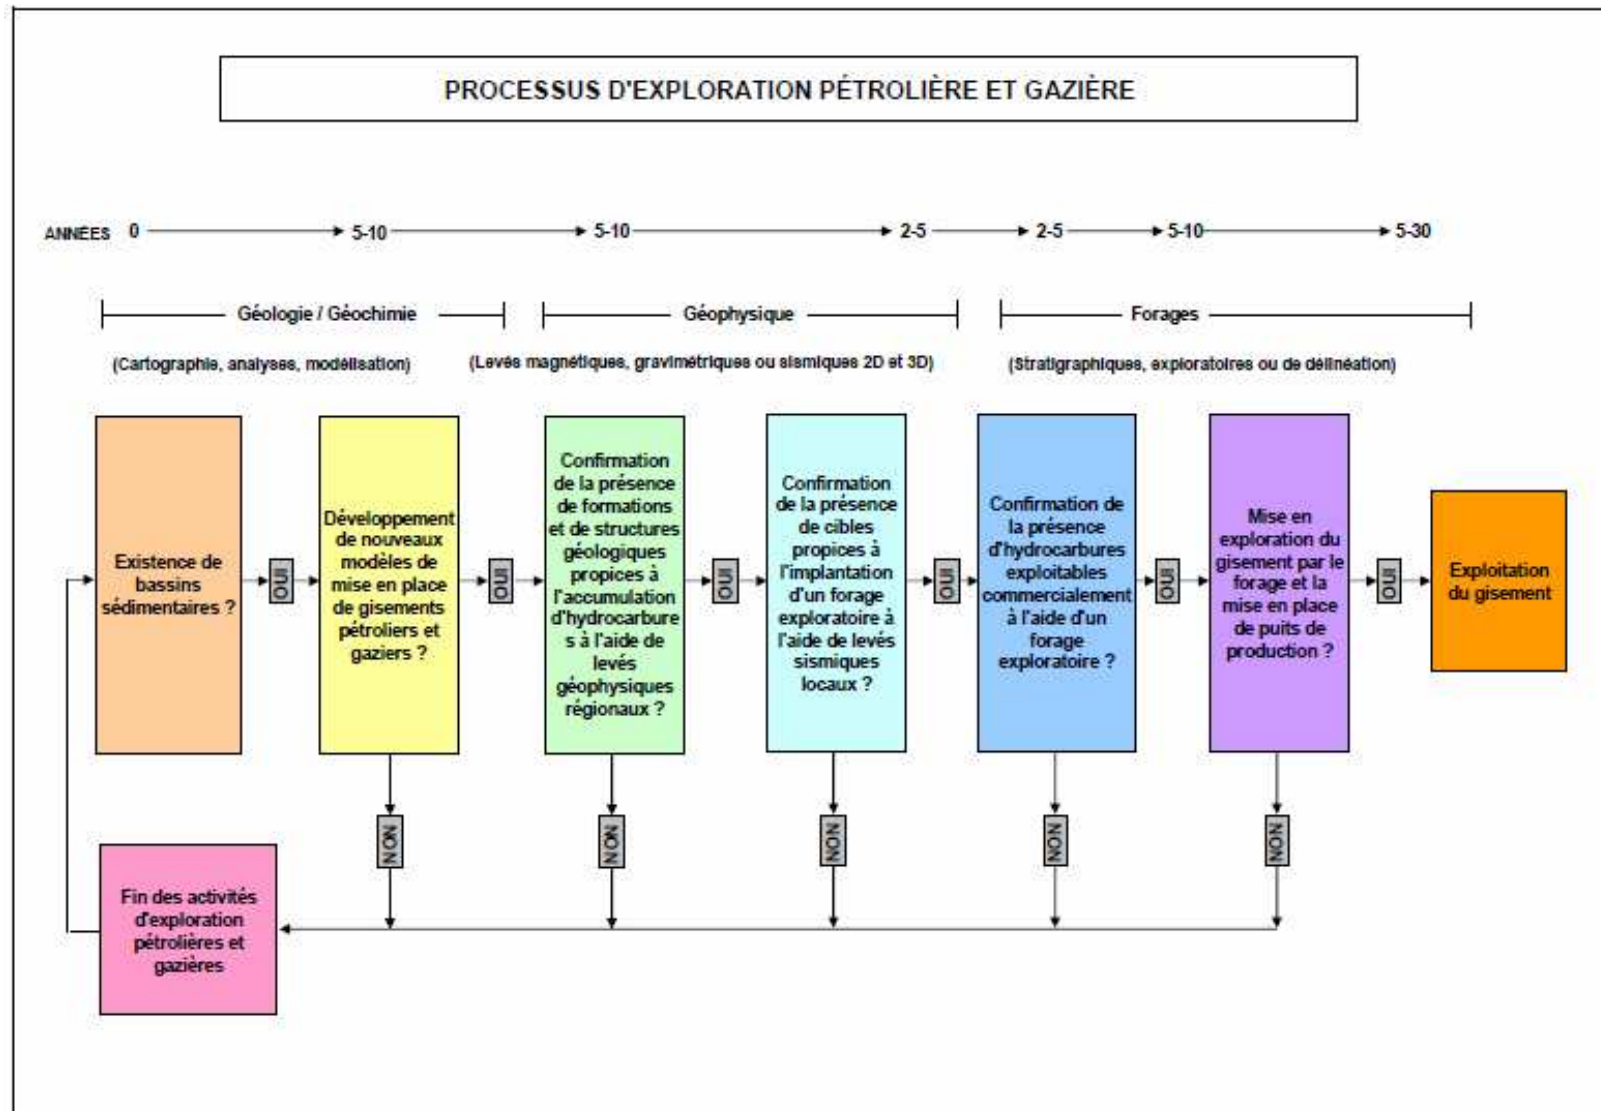 PROCESSUS D'EXPLORATION PÉTROLIÈRE ET GAZIÈRE
ANNÉES 0 5-10 5-10 2-5 2-5 5-10 5-30
Géologie / Géochimie
Géophysique
Forages
(Cartographie, analyses, modélisation)
(Levés magnétiques, gravimétriques ou sismiques 2D et 3D)
(Stratigraphiques, exploratoires ou de délinéation)
Existence de
bassins
sédimentaires ?
OUI
Développement
de nouveaux
modèles de
mise en place
de gisements
pétroliers et
gaziers ?
OUI
Confirmation
de la présence
de formations
et de structures
géologiques
propices à
l'accumulation
d'hydrocarbure
s à l'aide de
levés
géophysiques
régionaux ?
OUI
Confirmation
de la présence
de cibles
propices à
l'implantation
d'un forage
exploratoire à
l'aide de levés
sismiques
locaux ?
OUI
Confirmation de
la présence
d'hydrocarbures
exploitables
commercialement
à l'aide d'un
forage
exploratoire ?
OUI
Mise en
exploration du
gisement par le
forage et la
mise en place
de puits de
production ?
OUI
Exploitation
du gisement
NON
NON
NON
NON
NON
Fin des activités
d'exploration
pétrolières et
gazières